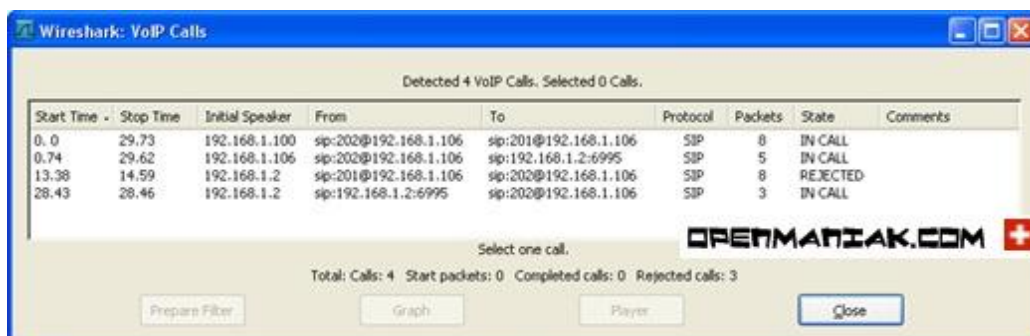 Wireshark: VoIP Calls
Detected 4 VoIP Calls. Selected 0 Calls.
Start Time Stop Time Initial Speaker From To Protocol Packets State Comments
0. 0 29.73 192.168.1.100 sip:202@192.168.1.106 sip:201@192.168.1.106 SIP 8 IN CALL
0.74 29.62 192.168.1.106 sip:202@192.168.1.106 sip:192.168.1.2:6995 SIP 5 IN CALL
13.38 14.59 192.168.1.2 sip:201@192.168.1.106 sip:202@192.168.1.106 SIP 8 REJECTED
28.43 28.46 192.168.1.2 sip:192.168.1.2:6995 sip:202@192.168.1.106 SIP 3 IN CALL
OPENMANIAK.COM
Select one call.
Total: Calls: 4 Start packets: 0 Completed calls: 0 Rejected calls: 3
Prepare Filter Graph Player Close